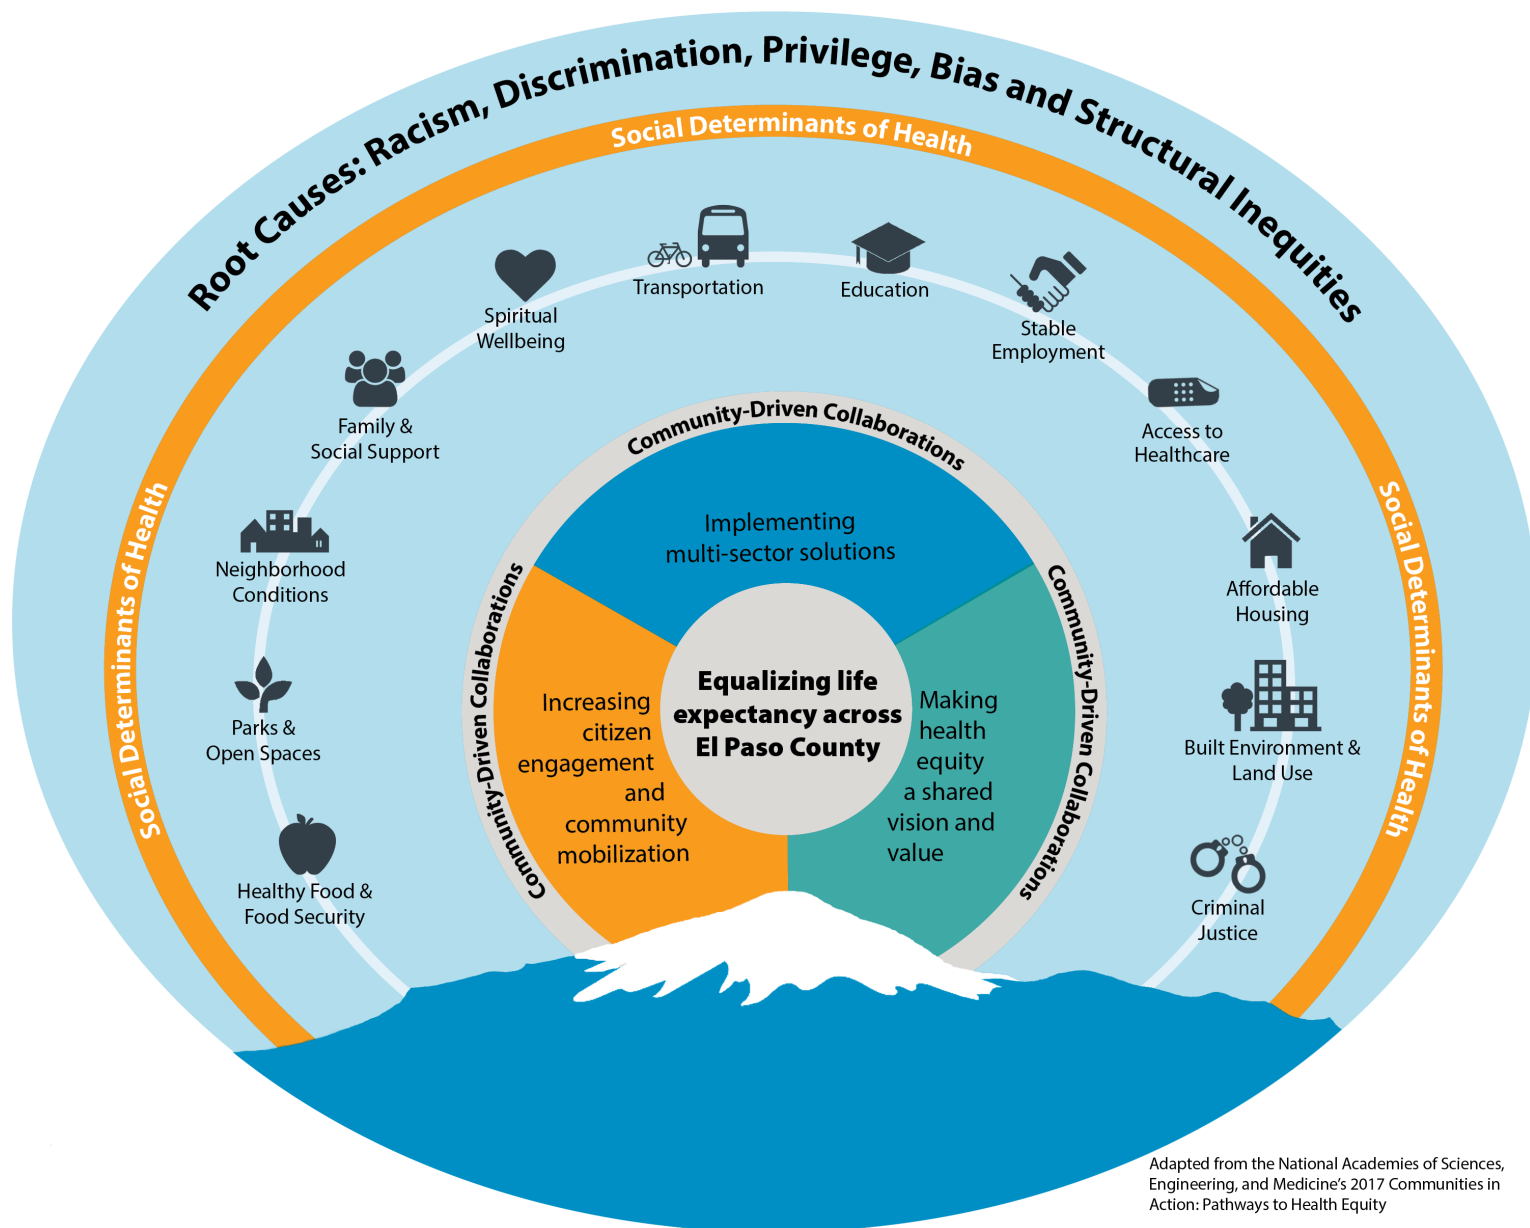 Root Causes: Racism, Discrimination, Privilege, Bias and Structural Inequities
Social Determinants of Health
Social Determinants of Health
Social Determinants of Health
Healthy Food &
Food Security
Parks &
Open Spaces
Neighborhood
Conditions
Family &
Social Support
Spiritual
Wellbeing
Transportation
Education
Stable
Employment
Access to
Healthcare
Affordable
Housing
Built Environment &
Land Use
Criminal
Justice
Community-Driven Collaborations
Community-Driven Collaborations
Community-Driven Collaborations
Implementing
multi-sector solutions
Increasing
citizen
engagement
and
community
mobilization
Equalizing life
expectancy across
El Paso County
Making
health
equity
a shared
vision and
value
Adapted from the National Academies of Sciences,
Engineering, and Medicine's 2017 Communities in
Action: Pathways to Health Equity